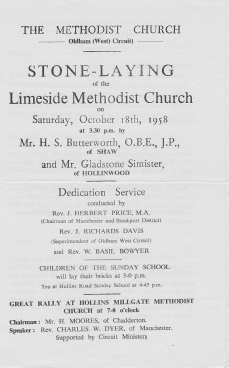 THE METHODIST CHURCH
Oldham (West) Circuit
STONE-LAYING
of the
Limeside Methodist Church
on
Saturday, October 18th, 1958
at 3.30 p.m. by
Mr. H. S. Butterworth, O.B.E., J.P.,
of SHAW
and Mr. Gladstone Simister,
of HOLLINWOOD
Dedication Service
conducted by
Rev. J. HERBERT PRICE, M.A.
(Chairman of Manchester and Stockport District)
Rev. J. RICHARDS DAVIS
(Superintendent of Oldham West Circuit)
and Rev. W. BASIL BOWYER
CHILDREN OF THE SUNDAY SCHOOL
will lay their bricks at 3-0 p.m.
Tea at Hollins Road Sunday School at 4-45 p.m.
GREAT RALLY AT HOLLINS MILLGATE METHODIST
CHURCH at 7-0 o'clock
Chairman : Mr. H. MOORES, of Chadderton.
Speaker : Rev. CHARLES W. DYER, of Manchester.
Supported by Circuit Ministers